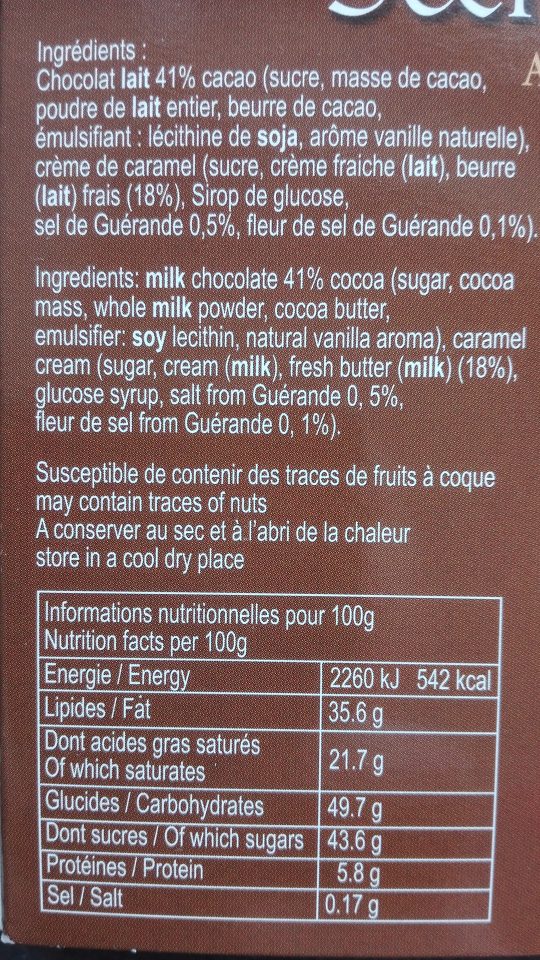 Ingrédients :
Chocolat lait 41% cacao (sucre, masse de cacao,
poudre de lait entier, beurre de cacao,
émulsifiant : lécithine de soja, arôme vanille naturelle),
crème de caramel (sucre, crème fraiche (lait), beurre
(lait) frais (18%), Sirop de glucose,
sel de Guérande 0,5%, fleur de sel de Guérande 0,1%).
Ingredients: milk chocolate 41% cocoa (sugar, cocoa
mass, whole milk powder, cocoa butter,
emulsifier: soy lecithin, natural vanilla aroma), caramel
cream (sugar, cream (milk), fresh butter (milk) (18%),
glucose syrup, salt from Guérande 0, 5%,
fleur de sel from Guérande 0, 1%).
Susceptible de contenir des traces de fruits à coque
may contain traces of nuts
A conserver au sec et à l'abri de la chaleur
store in a cool dry place
Informations nutritionnelles pour 100g
Nutrition facts per 100g
Energie / Energy 2260 kJ 542 kcal
Lipides / Fat 35.6 g
Dont acides gras saturés
Of which saturates 21.7 g
Glucides / Carbohydrates 49.7 g
Dont sucres / Of which sugars 43.6 g
Protéines / Protein 5.8 g
Sel / Salt 0.17 g